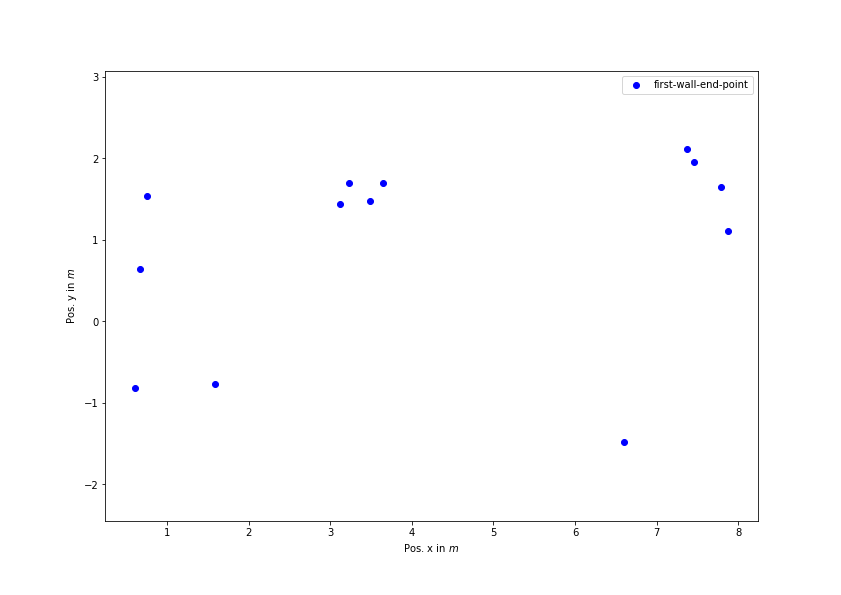 first-wall-end-point
3
2
1
0
−1
−2
Pos. y in m
1 2 3 4 5 6 7 8
Pos. x in m